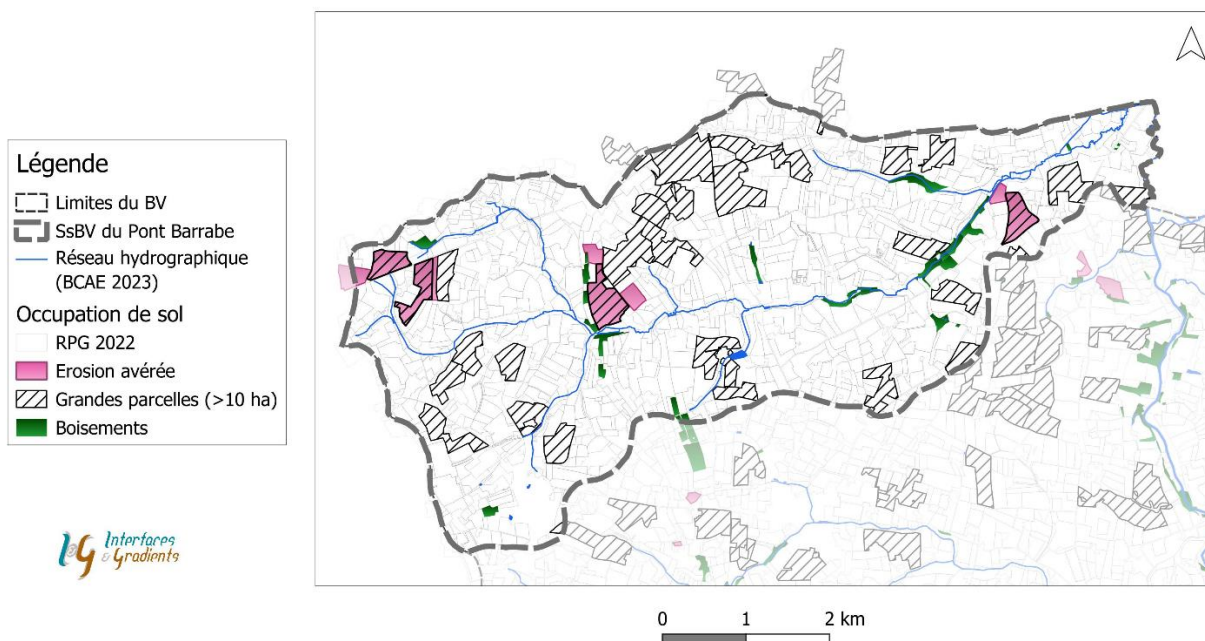 Légende
Limites du BV
SsBV du Pont Barrabe
Réseau hydrographique
(BCAE 2023)
Occupation de sol
RPG 2022
Erosion avérée
Grandes parcelles (>10 ha)
Boisements
I&G Interfaces
& Gradients
0 1 2 km